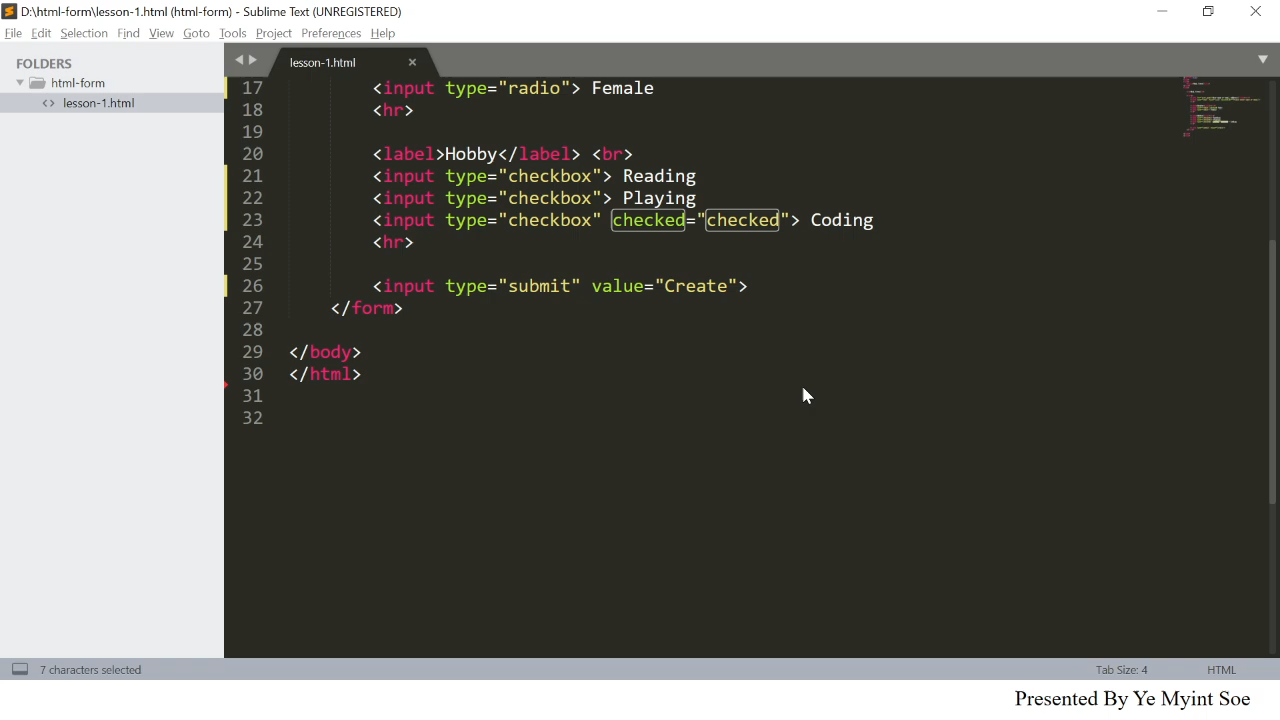 D:\html-form\lesson-1.html (html-form) - Sublime Text (UNREGISTERED)
File Edit Selection Find View Goto Tools Project Preferences Help
FOLDERS
html-form
lesson-1.html
lesson-1.html
17 <input type="radio"> Female
18 <hr>
19
20 <label>Hobby</label> <br>
21 <input type="checkbox"> Reading
22 <input type="checkbox"> Playing
23 <input type="checkbox" checked="checked"> Coding
24 <hr>
25
26 <input type="submit" value="Create">
27 </form>
28
29 </body>
30 </html>
31
32
7 characters selected
Tab Size: 4
HTML
Presented By Ye Myint Soe